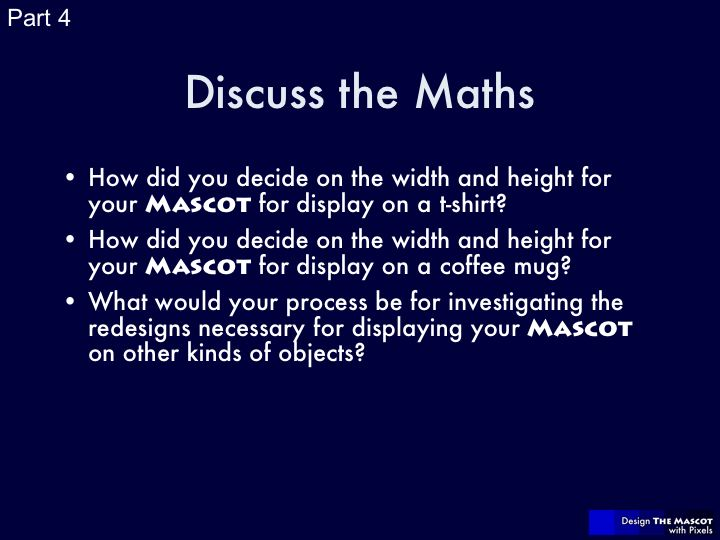 Part 4
Discuss the Maths
• How did you decide on the width and height for
your MASCOT for display on a t-shirt?
• How did you decide on the width and height for
your MASCOT for display on a coffee mug?
• What would your process be for investigating the
redesigns necessary for displaying your MASCOT
on other kinds of objects?
Design THE MASCOT
with Pixels